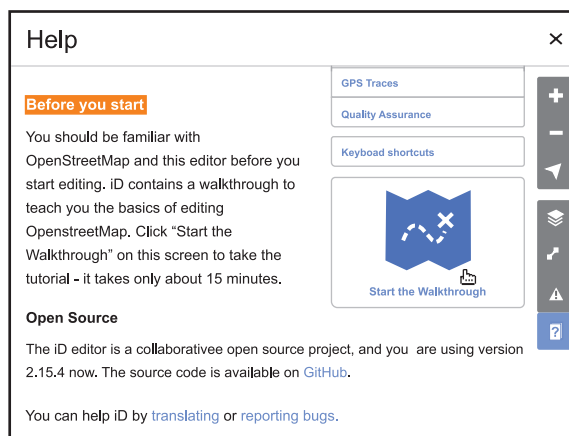 Help
GPS Traces
Quality Assurance
Keyboad shortcuts
Start the Walkthrough
Before you start
You should be familiar with
OpenStreetMap and this editor before you
start editing. iD contains a walkthrough to
teach you the basics of editing
OpenstreetMap. Click “Start the
Walkthrough” on this screen to take the
tutorial - it takes only about 15 minutes.
Open Source
The iD editor is a collaborativee open source project, and you are using version
2.15.4 now. The source code is available on GitHub.
You can help iD by translating or reporting bugs.